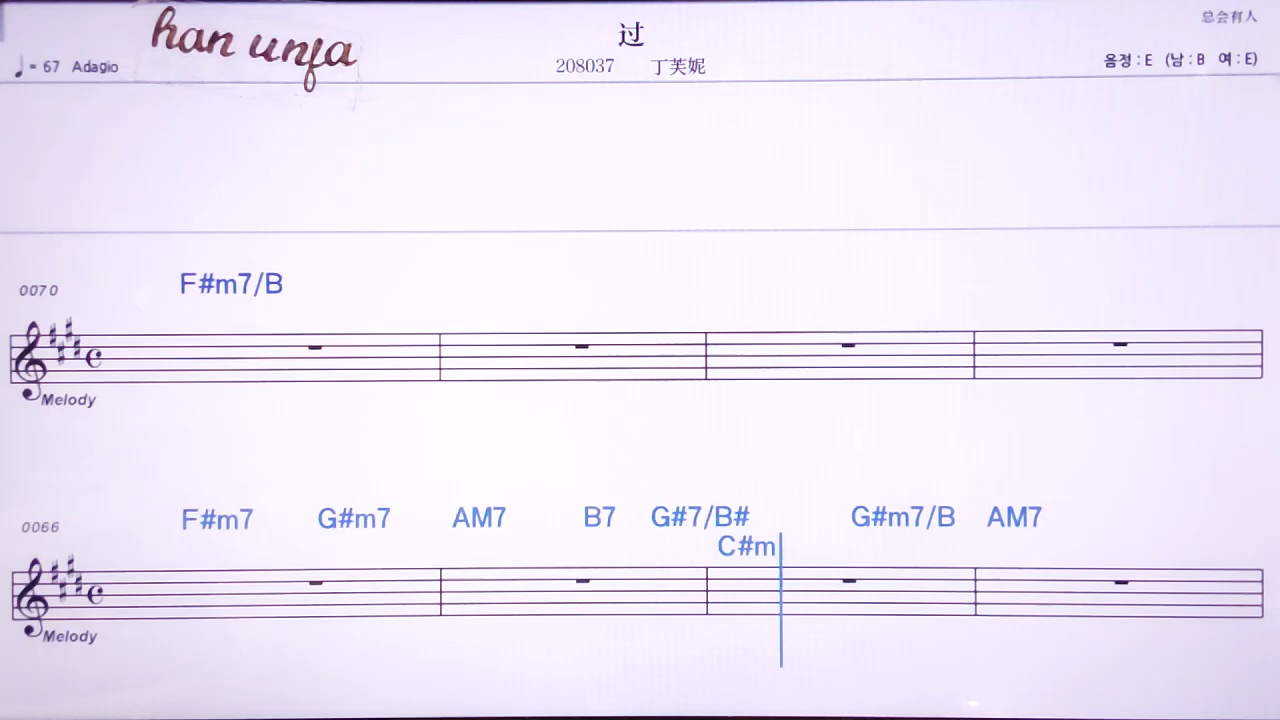 han unfa
过
总会有人
♩= 67 Adagio
208037 丁芙妮
음정 : E (남 : B 여 : E)
0070
F#m7/B
Melody
0066
F#m7 G#m7 AM7 B7 G#7/B# G#m7/B AM7
C#m
Melody